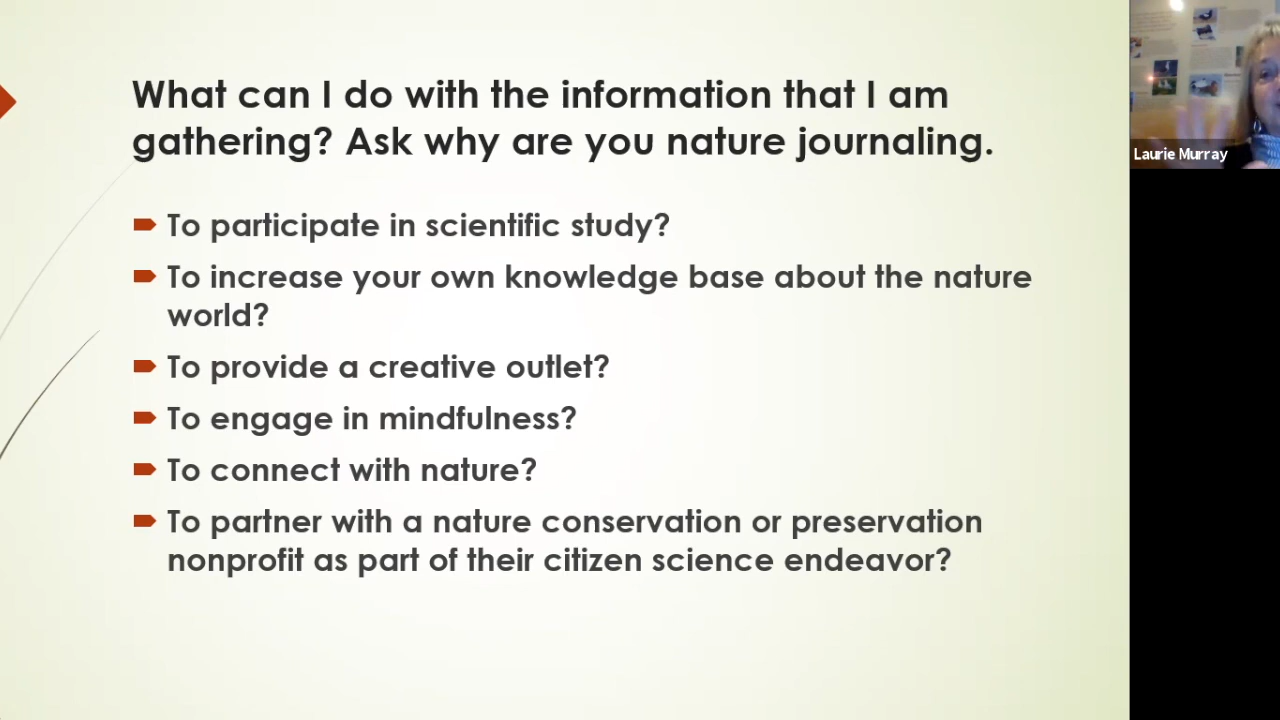 What can I do with the information that I am
gathering? Ask why are you nature journaling.
To participate in scientific study?
To increase your own knowledge base about the nature
world?
To provide a creative outlet?
To engage in mindfulness?
To connect with nature?
To partner with a nature conservation or preservation
nonprofit as part of their citizen science endeavor?
Laurie Murray